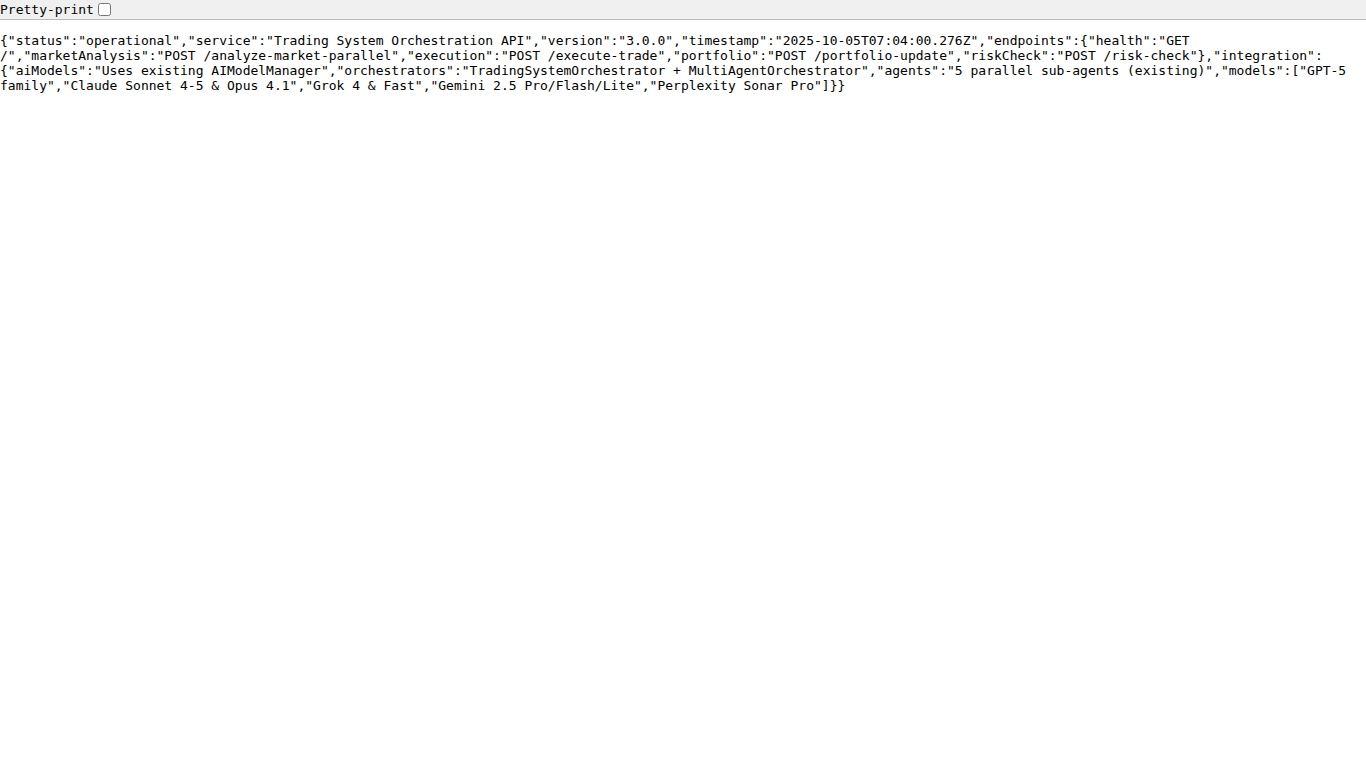 Pretty-print
{"status":"operational","service":"Trading System Orchestration API","version":"3.0.0","timestamp":"2025-10-05T07:04:00.276Z","endpoints":{"health":"GET
/","marketAnalysis":"POST /analyze-market-parallel","execution":"POST /execute-trade","portfolio":"POST /portfolio-update","riskCheck":"POST /risk-check"},"integration":
{"aiModels":"Uses existing AIModelManager","orchestrators":"TradingSystemOrchestrator + MultiAgentOrchestrator","agents":"5 parallel sub-agents (existing)","models":["GPT-5
family","Claude Sonnet 4-5 & Opus 4.1","Grok 4 & Fast","Gemini 2.5 Pro/Flash/Lite","Perplexity Sonar Pro"]}}